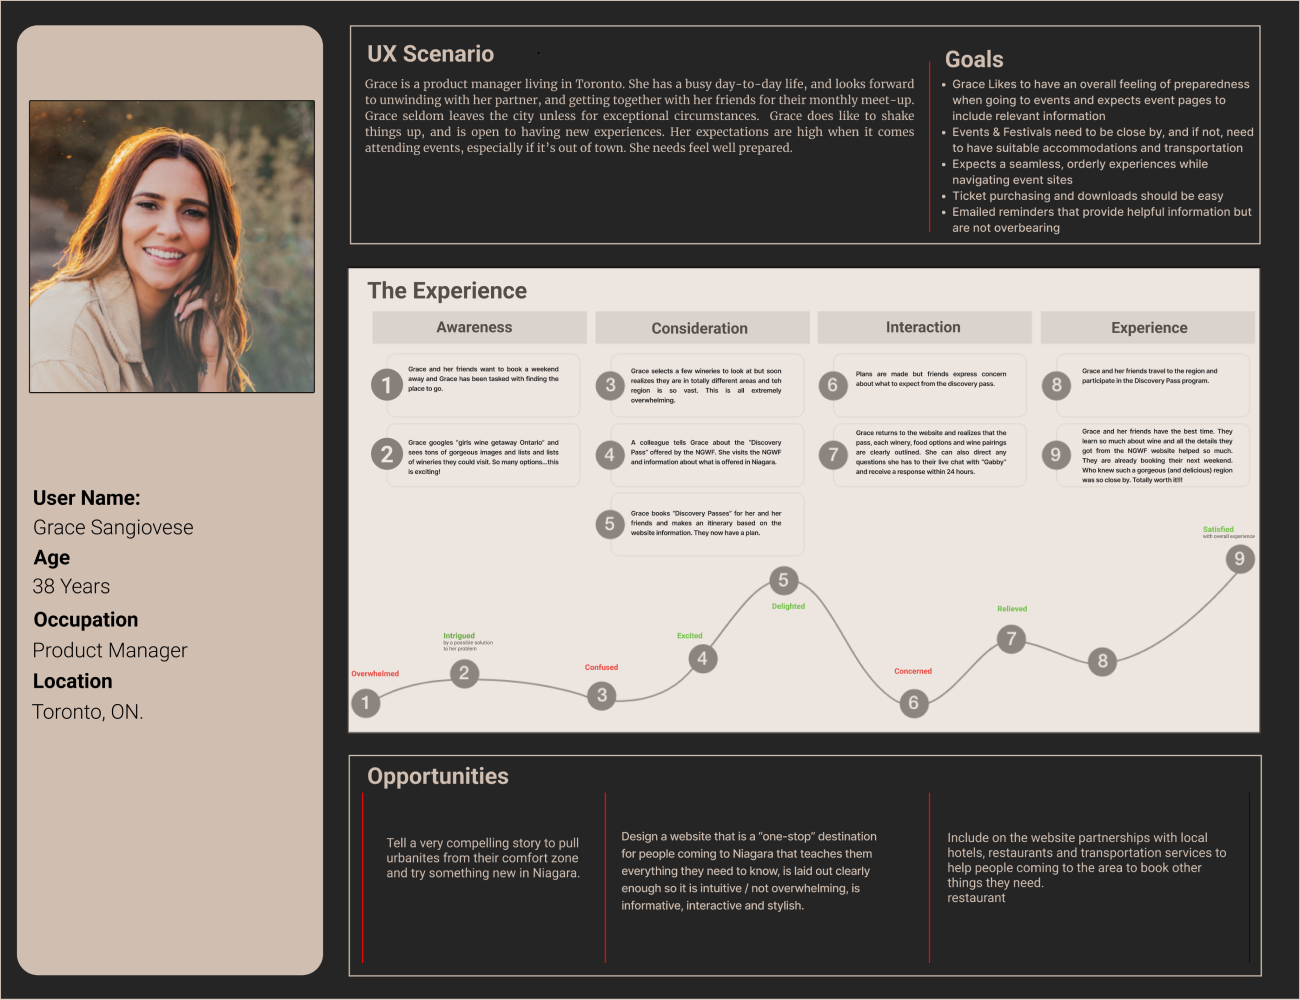 User Name:
Grace Sangiovese
Age
38 Years
Occupation
Product Manager
Location
Toronto, ON.
UX Scenario
Grace is a product manager living in Toronto. She has a busy day-to-day life, and looks forward
to unwinding with her partner, and getting together with her friends for their monthly meet-up.
Grace seldom leaves the city unless for exceptional circumstances. Grace does like to shake
things up, and is open to having new experiences. Her expectations are high when it comes
attending events, especially if it's out of town. She needs feel well prepared.
Goals
• Grace Likes to have an overall feeling of preparedness
when going to events and expects event pages to
include relevant information
• Events & Festivals need to be close by, and if not, need
to have suitable accommodations and transportation
• Expects a seamless, orderly experiences while
navigating event sites
• Ticket purchasing and downloads should be easy
• Emailed reminders that provide helpful information but
are not overbearing
The Experience
Awareness
1
Grace and her friends want to book a weekend
away and Grace has been tasked with finding the
place to go.
2
Grace googles "girls wine getaway Ontario" and
sees tons of gorgeous images and lists and lists
of wineries they could visit. So many options...this
is exciting!
Consideration
3
Grace selects a few wineries to look at but soon
realizes they are in totally different areas and teh
region is so vast. This is all extremely
overwhelming.
4
A colleague tells Grace about the "Discovery
Pass" offered by the NGWF. She visits the NGWF
and information about what is offered in Niagara.
5
Grace books "Discovery Passes" for her and her
friends and makes an itinerary based on the
website information. They now have a plan.
Interaction
6
Plans are made but friends express concern
about what to expect from the discovery pass.
7
Grace returns to the website and realizes that the
pass, each winery, food options and wine pairings
are clearly outlined. She can also direct any
questions she has to their live chat with "Gabby"
and receive a response within 24 hours.
Experience
8
Grace and her friends travel to the region and
participate in the Discovery Pass program.
9
Grace and her friends have the best time. They
learn so much about wine and all the details they
got from the NGWF website helped so much.
They are already booking their next weekend.
Who knew such a gorgeous (and delicious) region
was so close by. Totally worth it!!!
Overwhelmed
1
Intrigued
by a possible solution
to her problem
2
Confused
3
Excited
4
5
Delighted
Concerned
6
Relieved
7
8
Satisfied
with overall experience
9
Opportunities
Tell a very compelling story to pull
urbanites from their comfort zone
and try something new in Niagara.
Design a website that is a "one-stop" destination
for people coming to Niagara that teaches them
everything they need to know, is laid out clearly
enough so it is intuitive / not overwhelming, is
informative, interactive and stylish.
Include on the website partnerships with local
hotels, restaurants and transportation services to
help people coming to the area to book other
things they need.
restaurant